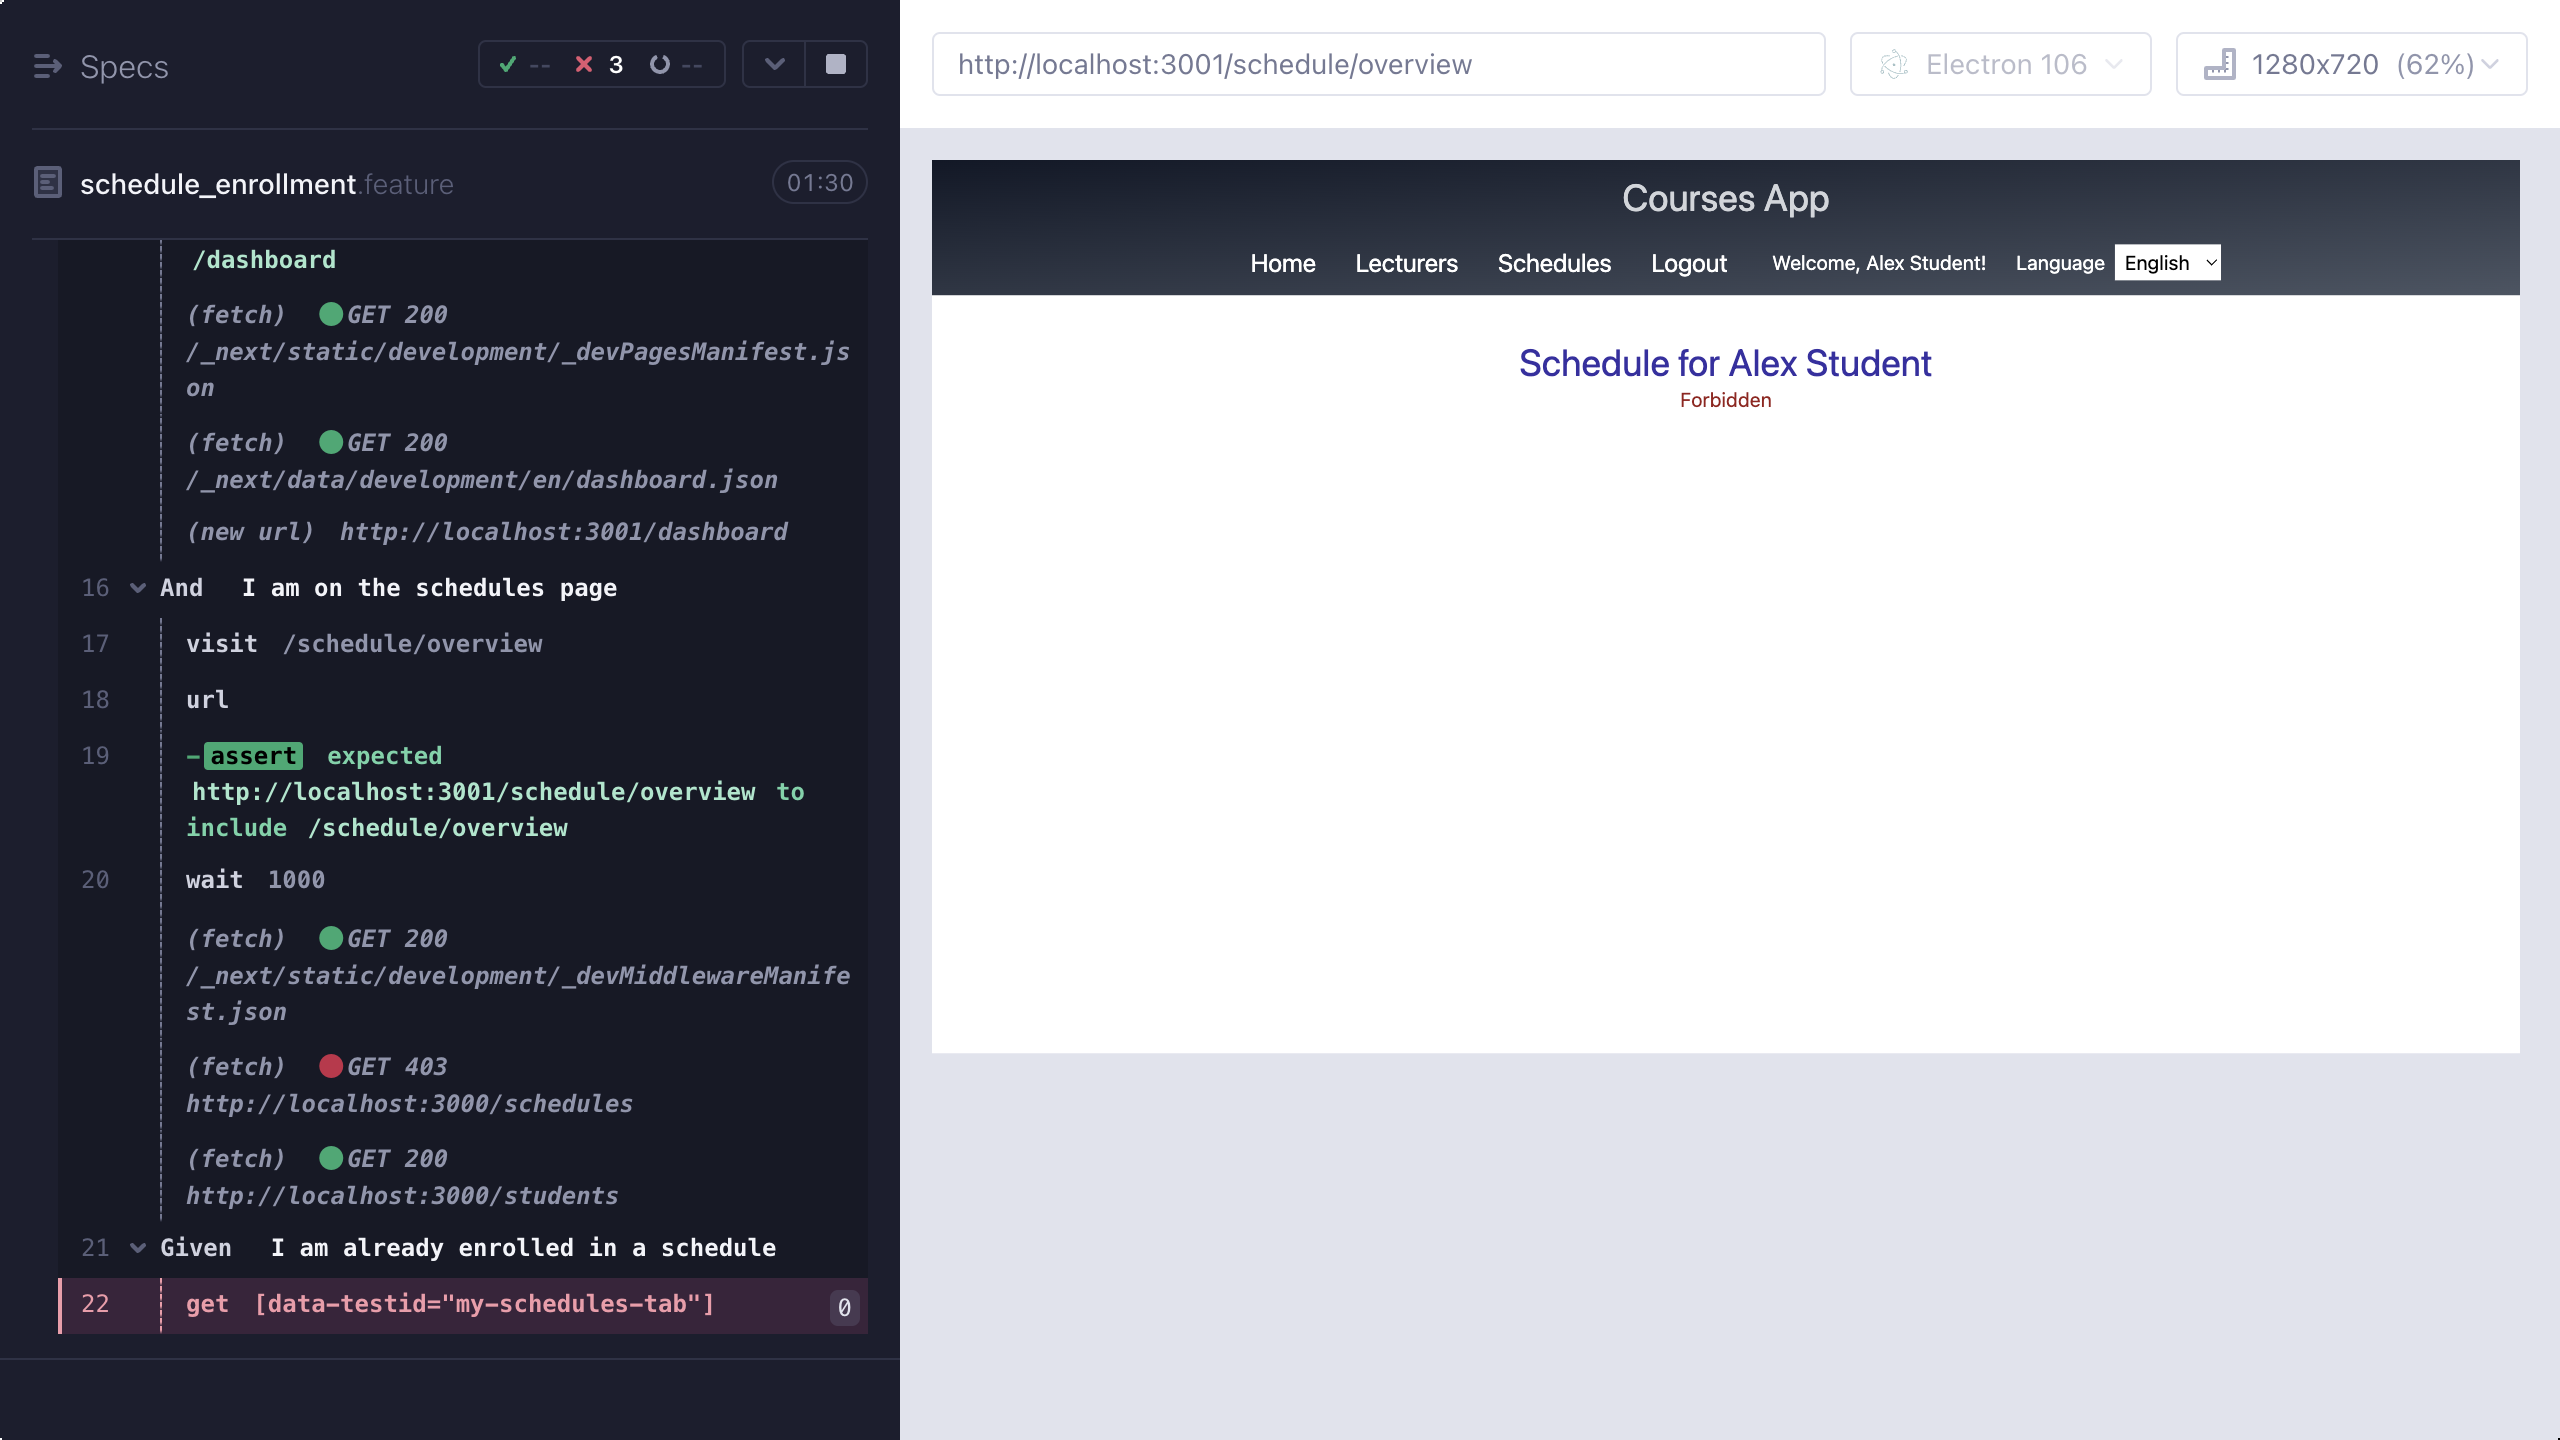 Specs
-- 3 --
schedule_enrollment.feature
01:30
/dashboard
(fetch) GET 200
/_next/static/development/_devPagesManifest.js
on
(fetch) GET 200
/_next/data/development/en/dashboard.json
(new url) http://localhost:3001/dashboard
16 And I am on the schedules page
17 visit /schedule/overview
18 url
19 -assert expected
http://localhost:3001/schedule/overview to
include /schedule/overview
20 wait 1000
(fetch) GET 200
/_next/static/development/_devMiddlewareManife
st.json
(fetch) GET 403
http://localhost:3000/schedules
(fetch) GET 200
http://localhost:3000/students
21 Given I am already enrolled in a schedule
22 get [data-testid="my-schedules-tab"] 0
http://localhost:3001/schedule/overview
Electron 106
1280x720 (62%)
Courses App
Home Lecturers Schedules Logout Welcome, Alex Student! Language English
Schedule for Alex Student
Forbidden